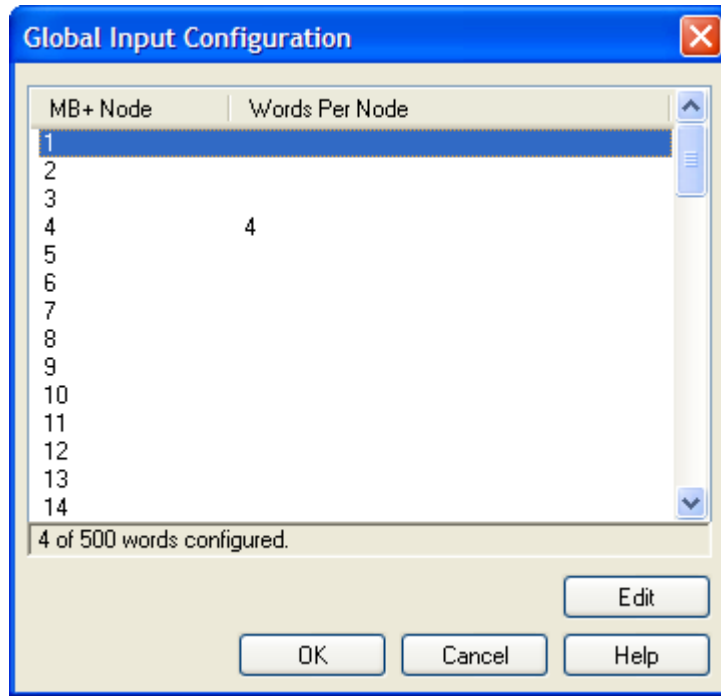 Global Input Configuration
MB+ Node Words Per Node
1
2
3
4 4
5
6
7
8
9
10
11
12
13
14
4 of 500 words configured.
Edit
OK Cancel Help